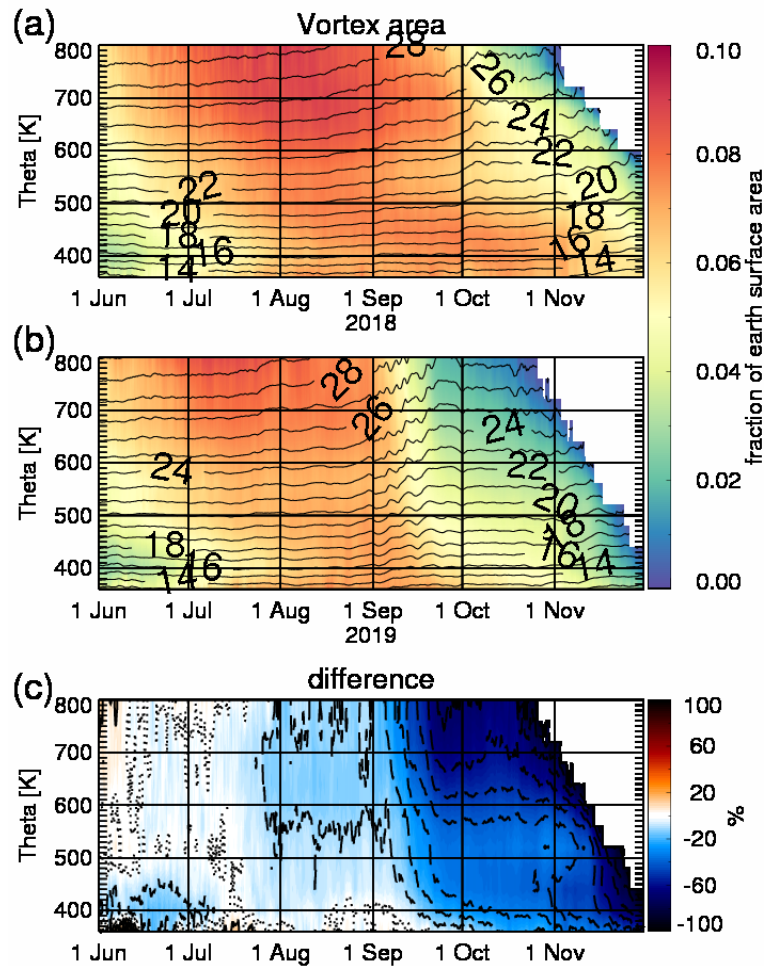 (a)
Vortex area
800
700
600
500
400
Theta [K]
28
26
24
22
20
18
16
14
22
20
18
16
14
1 Jun
1 Jul
1 Aug
1 Sep
1 Oct
1 Nov
2018
(b)
800
700
600
500
400
Theta [K]
28
26
24
24
22
20
18
16
14
18
16
14
1 Jun
1 Jul
1 Aug
1 Sep
1 Oct
1 Nov
2019
0.10
0.08
0.06
0.04
0.02
0.00
fraction of earth surface area
(c)
difference
800
700
600
500
400
Theta [K]
1 Jun
1 Jul
1 Aug
1 Sep
1 Oct
1 Nov
100
60
20
-20
-60
-100
%